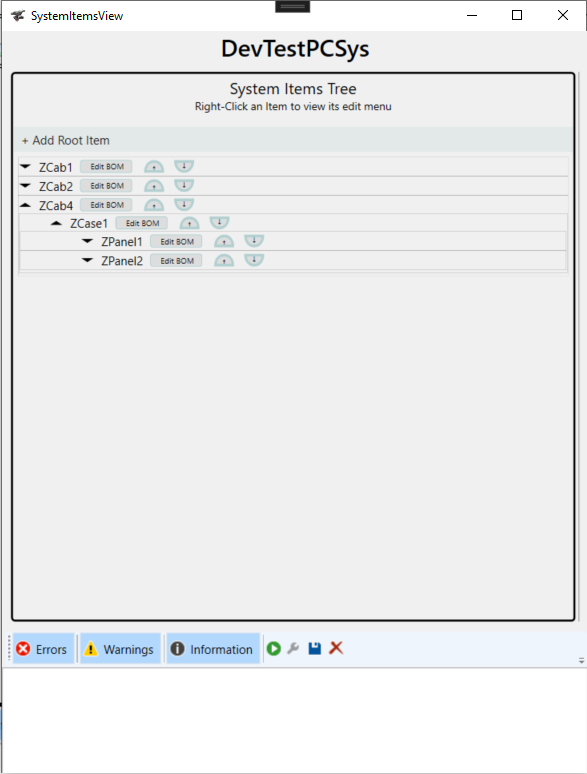 SystemItemsView
DevTestPCSys
System Items Tree
Right-Click an Item to view its edit menu
+ Add Root Item
ZCab1 Edit BOM ↑ ↓
ZCab2 Edit BOM ↑ ↓
ZCab4 Edit BOM ↑ ↓
ZCase1 Edit BOM ↑ ↓
ZPanel1 Edit BOM ↑ ↓
ZPanel2 Edit BOM ↑ ↓
Errors Warnings Information